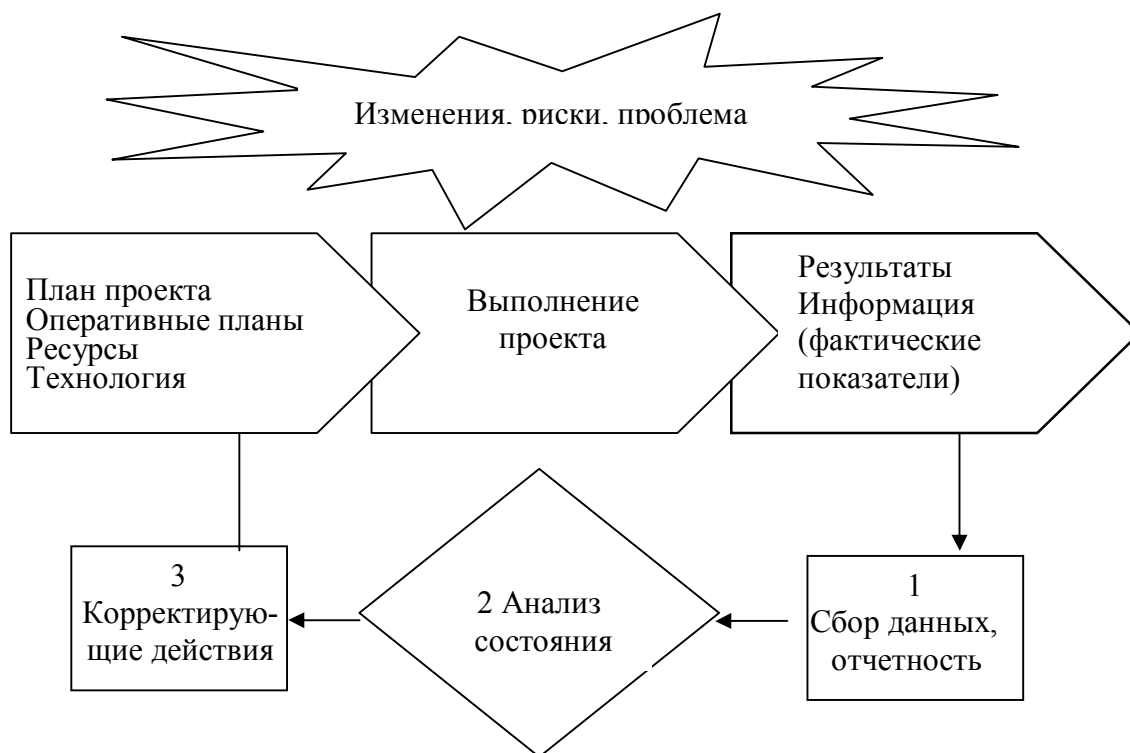 Изменения, риски, проблема
План проекта
Оперативные планы
Ресурсы
Технология
Выполнение
проекта
Результаты
Информация
(фактические
показатели)
3
Корректирую-
щие действия
2 Анализ
состояния
1
Сбор данных,
отчетность